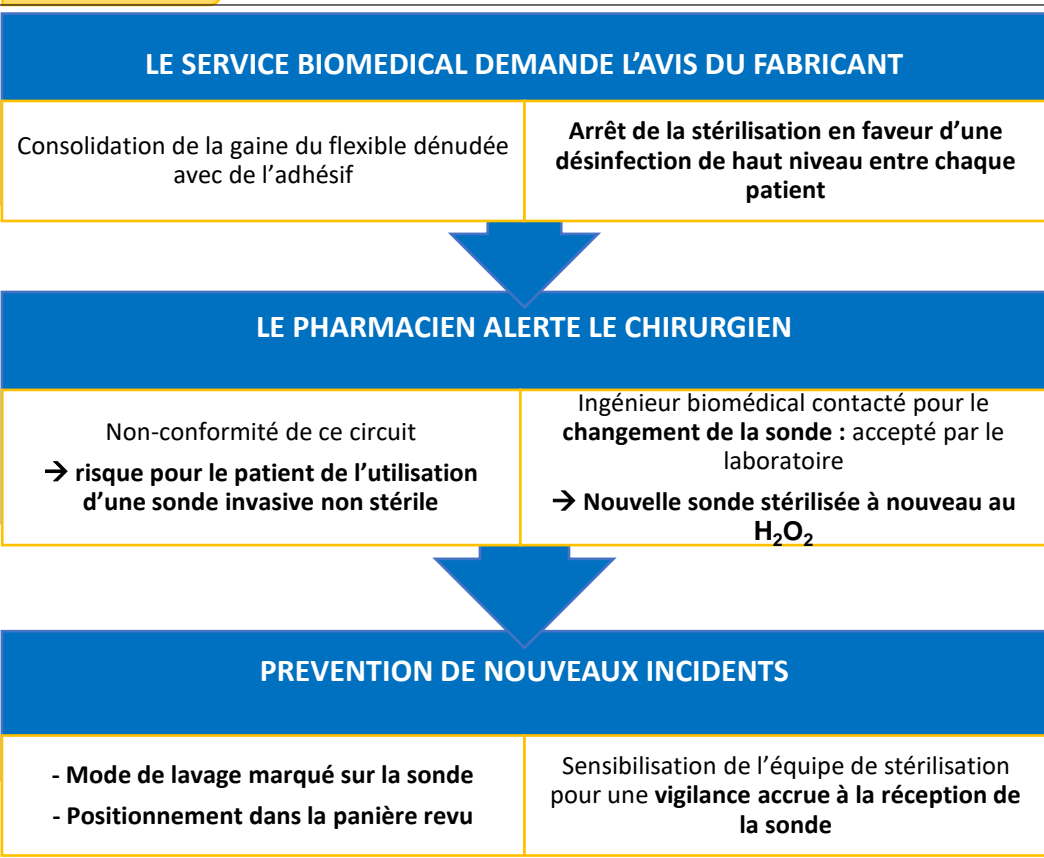 LE SERVICE BIOMEDICAL DEMANDE L’AVIS DU FABRICANT
Consolidation de la gaine du flexible dénudée
avec de l’adhésif
Arrêt de la stérilisation en faveur d’une
désinfection de haut niveau entre chaque
patient
LE PHARMACIEN ALERTE LE CHIRURGIEN
Non-conformité de ce circuit
→ risque pour le patient de l’utilisation
d’une sonde invasive non stérile
Ingénieur biomédical contacté pour le
changement de la sonde : accepté par le
laboratoire
→ Nouvelle sonde stérilisée à nouveau au
H₂O₂
PREVENTION DE NOUVEAUX INCIDENTS
- Mode de lavage marqué sur la sonde
- Positionnement dans la panière revu
Sensibilisation de l’équipe de stérilisation
pour une vigilance accrue à la réception de
la sonde